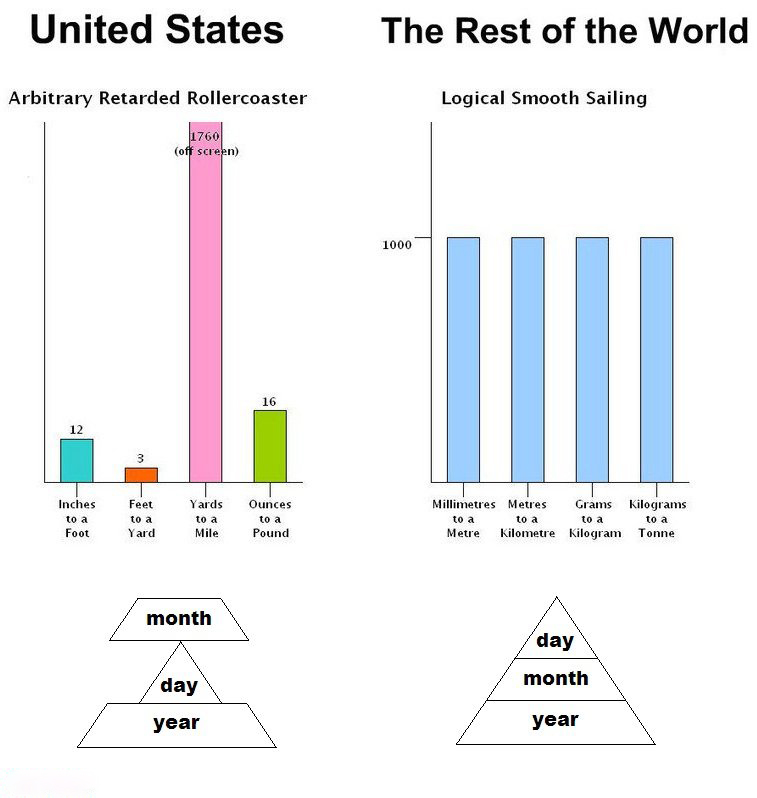 United States
The Rest of the World
Arbitrary Retarded Rollercoaster
1760
(off screen)
12
3
16
Inches
to a
Foot
Feet
to a
Yard
Yards
to a
Mile
Ounces
to a
Pound
Logical Smooth Sailing
1000
Millimetres
to a
Metre
Metres
to a
Kilometre
Grams
to a
Kilogram
Kilograms
to a
Tonne
month
day
year
day
month
year